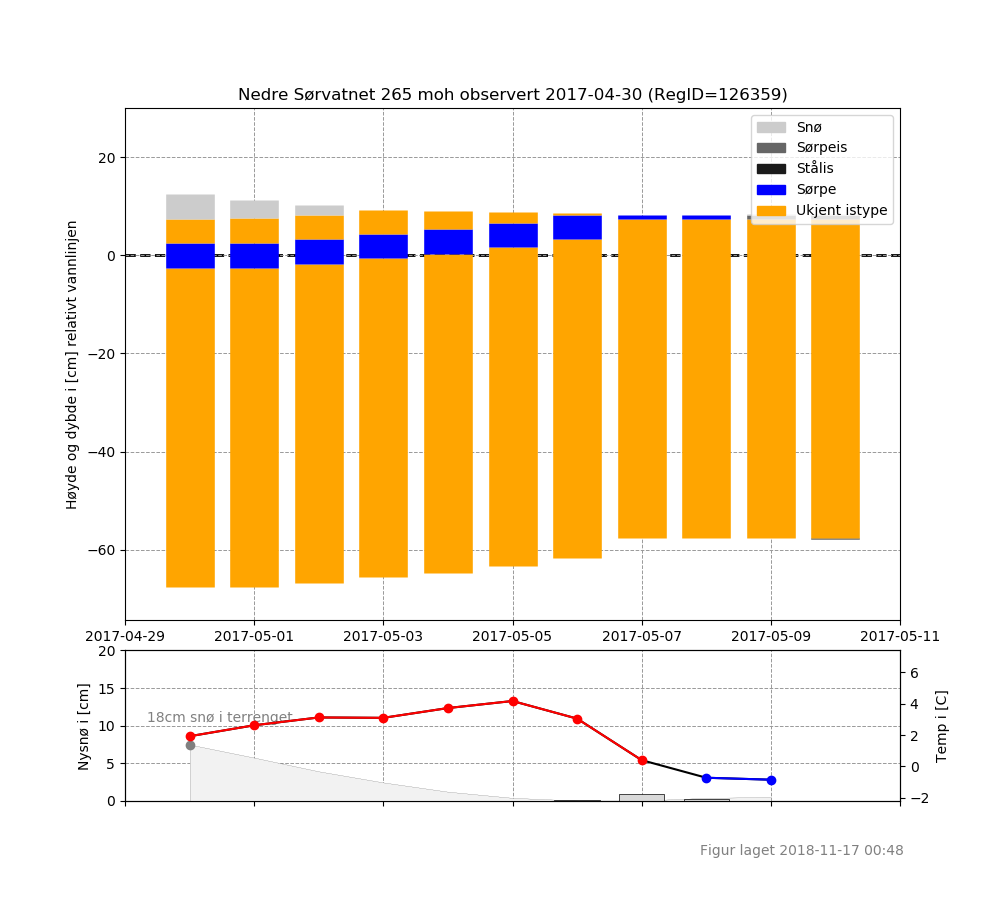 Nedre Sørvatnet 265 moh observert 2017-04-30 (RegID=126359)
Snø
Sørpeis
Stålis
Sørpe
Ukjent istype
Høyde og dybde i [cm] relativt vannlinjen
20
0
−20
−40
−60
2017-04-29 2017-05-01 2017-05-03 2017-05-05 2017-05-07 2017-05-09 2017-05-11
Nysnø i [cm]
20
15
10
5
0
18cm snø i terrenget
6
4
2
0
−2
Temp i [C]
Figur laget 2018-11-17 00:48